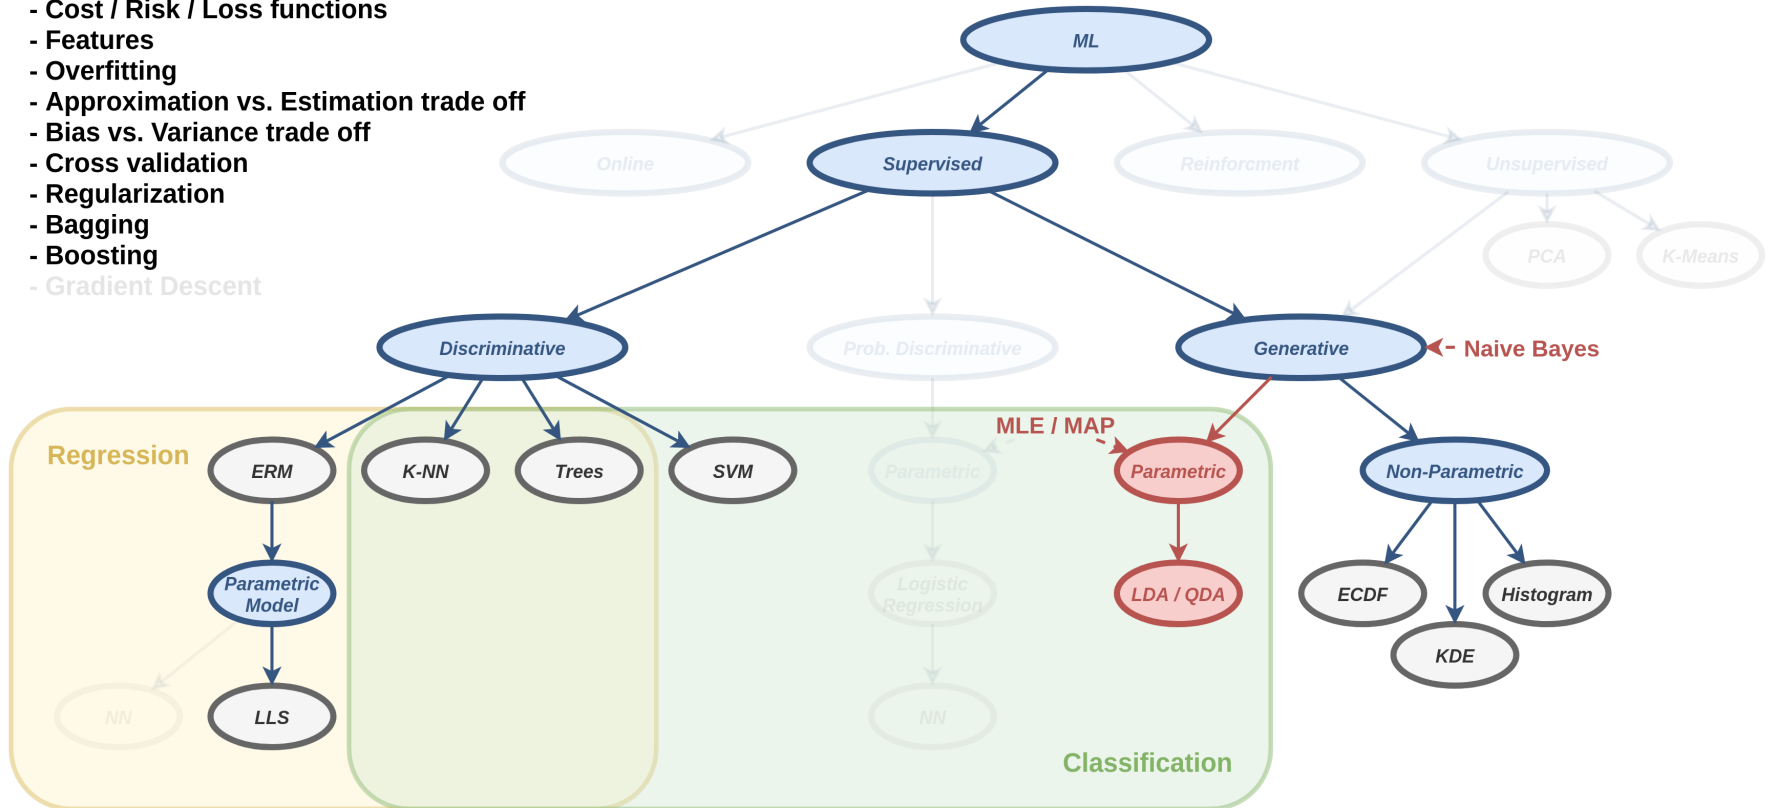 - Cost / Risk / Loss functions
- Features
- Overfitting
- Approximation vs. Estimation trade off
- Bias vs. Variance trade off
- Cross validation
- Regularization
- Bagging
- Boosting
- Gradient Descent
ML
Online
Supervised
Reinforcment
Unsupervised
PCA
K-Means
Discriminative
Prob. Discriminative
Generative
Naive Bayes
MLE / MAP
Regression
ERM
K-NN
Trees
SVM
Parametric
Parametric
Non-Parametric
Parametric
Model
Logistic
Regression
LDA / QDA
ECDF
Histogram
KDE
NN
LLS
NN
Classification